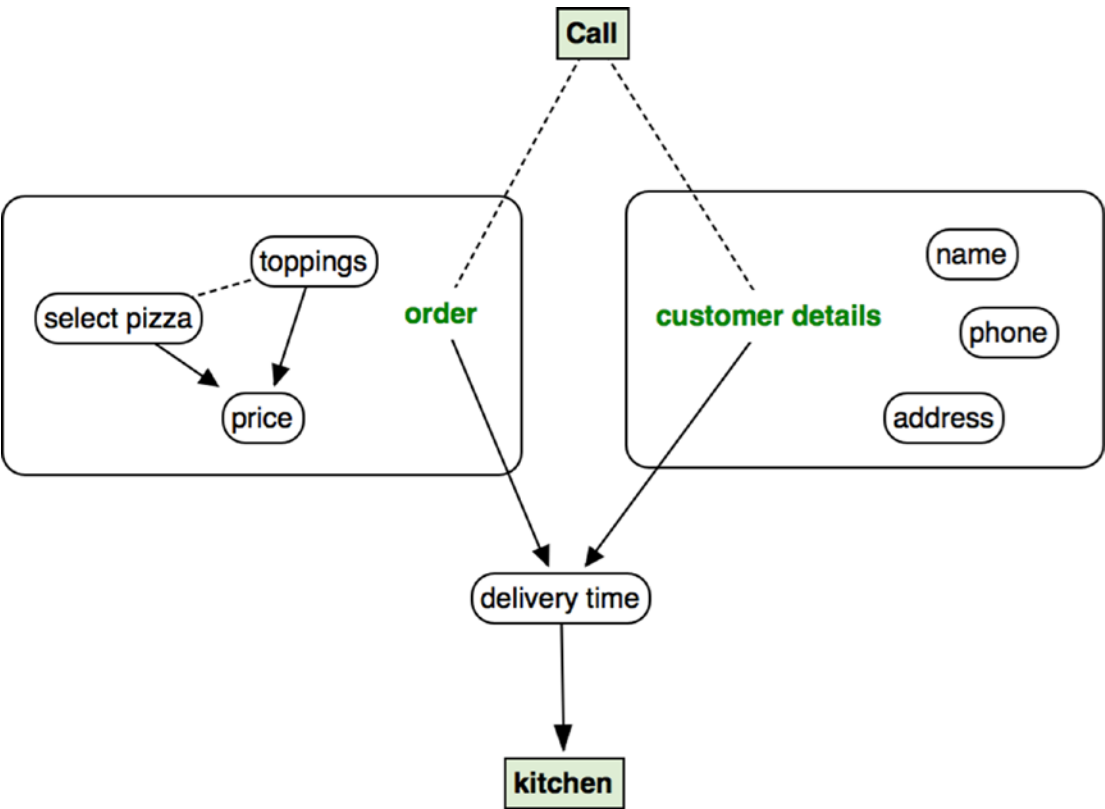 Call
toppings
select pizza
order
price
customer details
name
phone
address
delivery time
kitchen